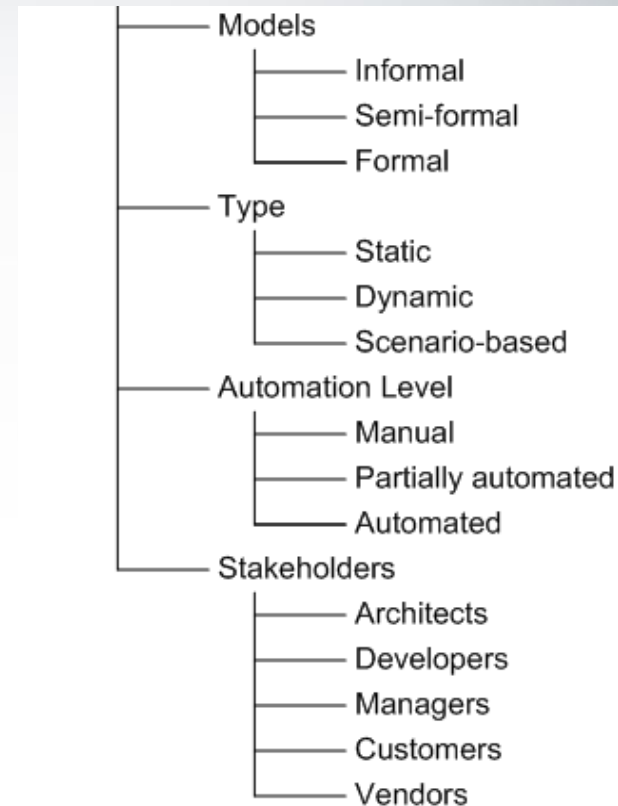 Models
Informal
Semi-formal
Formal
Type
Static
Dynamic
Scenario-based
Automation Level
Manual
Partially automated
Automated
Stakeholders
Architects
Developers
Managers
Customers
Vendors